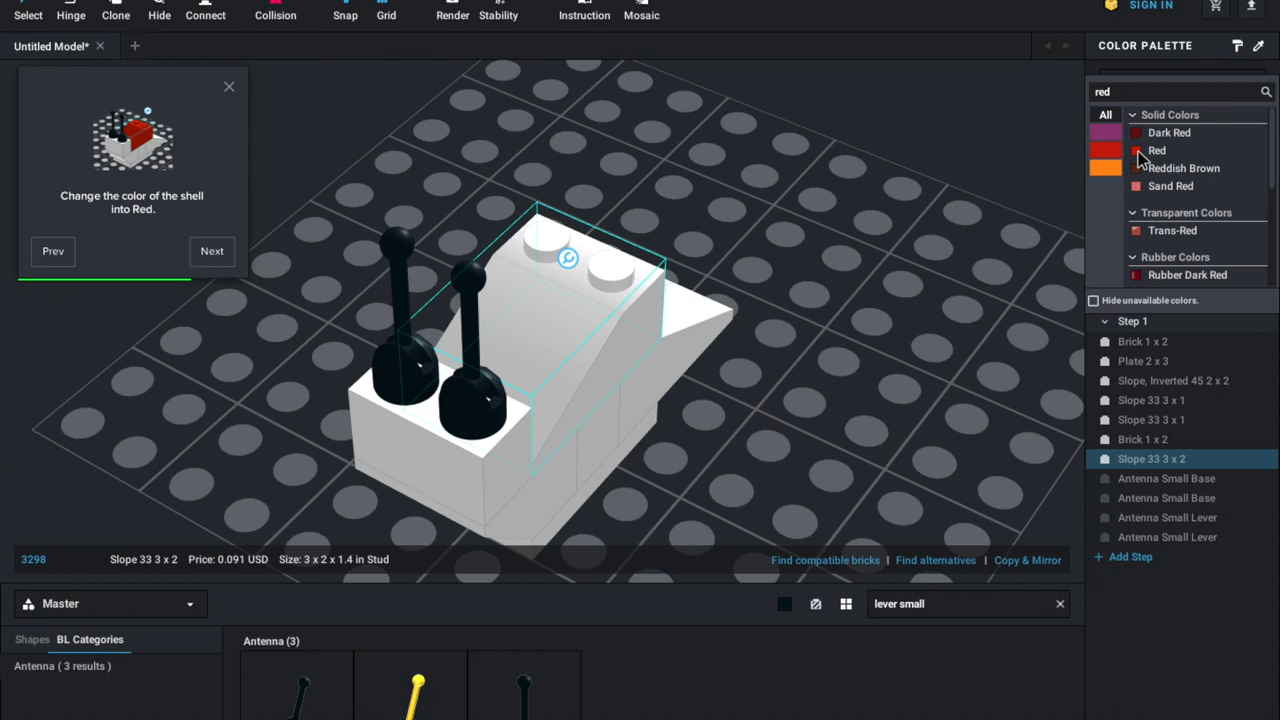 Select Hinge Clone Hide Connect Collision Snap Grid Render Stability Instruction Mosaic
SIGN IN
Untitled Model*
COLOR PALETTE
Change the color of the shell
into Red.
Prev Next
red
All
Solid Colors
Dark Red
Red
Reddish Brown
Sand Red
Transparent Colors
Trans-Red
Rubber Colors
Rubber Dark Red
Hide unavailable colors.
Step 1
Brick 1 x 2
Plate 2 x 3
Slope, Inverted 45 2 x 2
Slope 33 3 x 1
Slope 33 3 x 1
Brick 1 x 2
Slope 33 3 x 2
Antenna Small Base
Antenna Small Base
Antenna Small Lever
Antenna Small Lever
+ Add Step
3298 Slope 33 3 x 2 Price: 0.091 USD Size: 3 x 2 x 1.4 in Stud
Find compatible bricks | Find alternatives | Copy & Mirror
Master
lever small
Shapes BL Categories
Antenna (3)
Antenna ( 3 results )